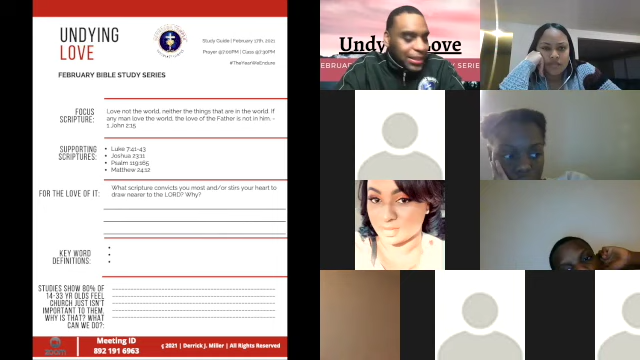 UNDYING
LOVE
Study Guide | February 17th, 2021
Prayer @7:00PM | Class @7:30PM
#TheYearWeEndure
FEBRUARY BIBLE STUDY SERIES
FOCUS
SCRIPTURE:
Love not the world, neither the things that are in the world. If
any man love the world, the love of the Father is not in him. -
1 John 2:15
SUPPORTING
SCRIPTURES:
• Luke 7:41-43
• Joshua 23:11
• Psalm 119:165
• Matthew 24:12
FOR THE LOVE OF IT:
What scripture convicts you most and/or stirs your heart to
draw nearer to the LORD? Why?
KEY WORD
DEFINITIONS:
STUDIES SHOW 80% OF
14-33 YR OLDS FEEL
CHURCH JUST ISN'T
IMPORTANT TO THEM.
WHY IS THAT? WHAT
CAN WE DO?:
zoom
Meeting ID
892 191 6963
© 2021 | Derrick J. Miller | All Rights Reserved
Undy ove